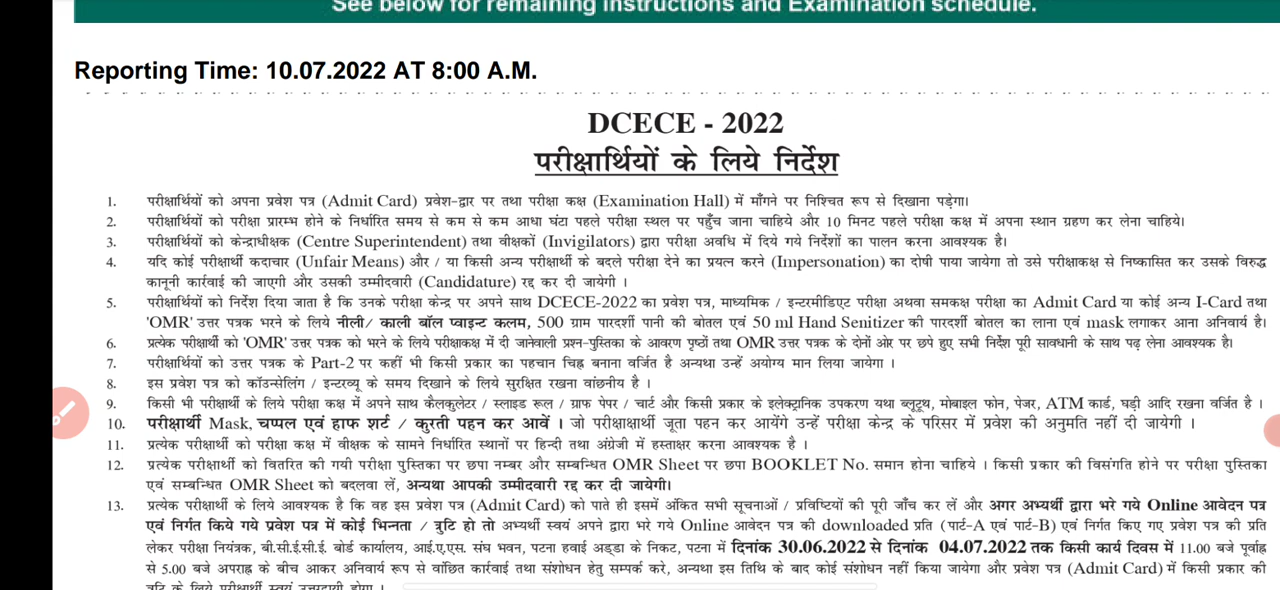 See below for remaining instructions and Examination schedule.
Reporting Time: 10.07.2022 AT 8:00 A.M.
DCECE - 2022
परीक्षार्थियों के लिये निर्देश
1. परीक्षार्थियों को अपना प्रवेश पत्र (Admit Card) प्रवेश-द्वार पर तथा परीक्षा कक्ष (Examination Hall) में माँगने पर निश्चित रूप से दिखाना पड़ेगा।
2. परीक्षार्थियों को परीक्षा प्रारम्भ होने के निर्धारित समय से कम से कम आधा घंटा पहले परीक्षा स्थल पर पहुँच जाना चाहिये और 10 मिनट पहले परीक्षा कक्ष में अपना स्थान ग्रहण कर लेना चाहिये।
3. परीक्षार्थियों को केन्द्राधीक्षक (Centre Superintendent) तथा वीक्षकों (Invigilators) द्वारा परीक्षा अवधि में दिये गये निर्देशों का पालन करना आवश्यक है।
4. यदि कोई परीक्षार्थी कदाचार (Unfair Means) और / या किसी अन्य परीक्षार्थी के बदले परीक्षा देने का प्रयत्न करने (Impersonation) का दोषी पाया जायेगा तो उसे परीक्षाकक्ष से निष्कासित कर उसके विरुद्ध
कानूनी कार्रवाई की जाएगी और उसकी उम्मीदवारी (Candidature) रद्द कर दी जायेगी ।
5. परीक्षार्थियों को निर्देश दिया जाता है कि उनके परीक्षा केन्द्र पर अपने साथ DCECE-2022 का प्रवेश पत्र, माध्यमिक / इन्टरमीडिएट परीक्षा अथवा समकक्ष परीक्षा का Admit Card या कोई अन्य I-Card तथा
'OMR' उत्तर पत्रक भरने के लिये नीली/ काली बॉल प्वाइन्ट कलम, 500 ग्राम पारदर्शी पानी की बोतल एवं 50 ml Hand Senitizer की पारदर्शी बोतल का लाना एवं mask लगाकर आना अनिवार्य है।
6. प्रत्येक परीक्षार्थी को 'OMR' उत्तर पत्रक को भरने के लिये परीक्षाकक्ष में दी जानेवाली प्रश्न-पुस्तिका के आवरण पृष्ठों तथा OMR उत्तर पत्रक के दोनों ओर पर छपे हुए सभी निर्देश पूरी सावधानी के साथ पढ़ लेना आवश्यक है।
7. परीक्षार्थियों को उत्तर पत्रक के Part-2 पर कहीं भी किसी प्रकार का पहचान चिह्न बनाना वर्जित है अन्यथा उन्हें अयोग्य मान लिया जायेगा ।
8. इस प्रवेश पत्र को कॉउन्सेलिंग / इन्टरव्यू के समय दिखाने के लिये सुरक्षित रखना वांछनीय है ।
9. किसी भी परीक्षार्थी के लिये परीक्षा कक्ष में अपने साथ कैलकुलेटर / स्लाइड रूल / ग्राफ पेपर / चार्ट और किसी प्रकार के इलेक्ट्रानिक उपकरण यथा ब्लूटूथ, मोबाइल फोन, पेजर, ATM कार्ड, घड़ी आदि रखना वर्जित है ।
10. परीक्षार्थी Mask, चप्पल एवं हाफ शर्ट / कुरती पहन कर आवें । जो परीक्षाक्षार्थी जूता पहन कर आयेंगे उन्हें परीक्षा केन्द्र के परिसर में प्रवेश की अनुमति नहीं दी जायेगी ।
11. प्रत्येक परीक्षार्थी को परीक्षा कक्ष में वीक्षक के सामने निर्धारित स्थानों पर हिन्दी तथा अंग्रेजी में हस्ताक्षर करना आवश्यक है ।
12. प्रत्येक परीक्षार्थी को वितरित की गयी परीक्षा पुस्तिका पर छपा नम्बर और सम्बन्धित OMR Sheet पर छपा BOOKLET No. समान होना चाहिये । किसी प्रकार की विसंगति होने पर परीक्षा पुस्तिका
एवं सम्बन्धित OMR Sheet को बदलवा लें, अन्यथा आपकी उम्मीदवारी रद्द कर दी जायेगी।
13. प्रत्येक परीक्षार्थी के लिये आवश्यक है कि वह इस प्रवेश पत्र (Admit Card) को पाते ही इसमें अंकित सभी सूचनाओं / प्रविष्टियों की पूरी जाँच कर लें और अगर अभ्यर्थी द्वारा भरे गये Online आवेदन पत्र
एवं निर्गत किये गये प्रवेश पत्र में कोई भिन्नता / त्रुटि हो तो अभ्यर्थी स्वयं अपने द्वारा भरे गये Online आवेदन पत्र की downloaded प्रति (पार्ट-A एवं पार्ट-B) एवं निर्गत किए गए प्रवेश पत्र की प्रति
लेकर परीक्षा नियंत्रक, बी.सी.ई.सी.ई. बोर्ड कार्यालय, आई.ए.एस. संघ भवन, पटना हवाई अड्डा के निकट, पटना में दिनांक 30.06.2022 से दिनांक 04.07.2022 तक किसी कार्य दिवस में 11.00 बजे पूर्वाह्न
से 5.00 बजे अपराह्न के बीच आकर अनिवार्य रूप से वांछित कार्रवाई तथा संशोधन हेतु सम्पर्क करे, अन्यथा इस तिथि के बाद कोई संशोधन नहीं किया जायेगा और प्रवेश पत्र (Admit Card) में किसी प्रकार की
त्रुटि के लिये परीक्षार्थी स्वयं उत्तरदायी होगा ।